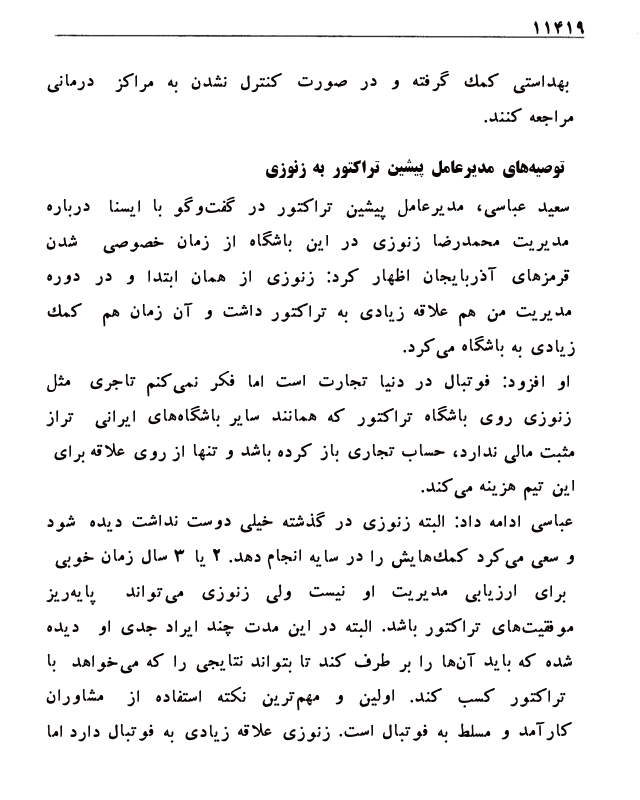 ۱۱۴۱۹
بهداستی کمك گرفته و در صورت کنترل نشدن به مراکز درمانی
مراجعه کنند.
توصیه‌های مدیرعامل پیشین تراکتور به زنوزی
سعید عباسی، مدیرعامل پیشین تراکتور در گفت‌وگو با ایسنا درباره
مدیریت محمدرضا زنوزی در این باشگاه از زمان خصوصی شدن
قرمزهای آذربایجان اظهار کرد: زنوزی از همان ابتدا و در دوره
مدیریت من هم علاقه زیادی به تراکتور داشت و آن زمان هم کمك
زیادی به باشگاه می‌کرد.
او افزود: فوتبال در دنیا تجارت است اما فکر نمی‌کنم تاجری مثل
زنوزی روی باشگاه تراکتور که همانند سایر باشگاه‌های ایرانی تراز
مثبت مالی ندارد، حساب تجاری باز کرده باشد و تنها از روی علاقه برای
این تیم هزینه می‌کند.
عباسی ادامه داد: البته زنوزی در گذشته خیلی دوست نداشت دیده شود
و سعی می‌کرد کمك‌هایش را در سایه انجام دهد. ۲ یا ۳ سال زمان خوبی
برای ارزیابی مدیریت او نیست ولی زنوزی می‌تواند پایه‌ریز
موفقیت‌های تراکتور باشد. البته در این مدت چند ایراد جدی او دیده
شده که باید آن‌ها را بر طرف کند تا بتواند نتایجی را که می‌خواهد با
تراکتور کسب کند. اولین و مهم‌ترین نکته استفاده از مشاوران
کارآمد و مسلط به فوتبال است. زنوزی علاقه زیادی به فوتبال دارد اما